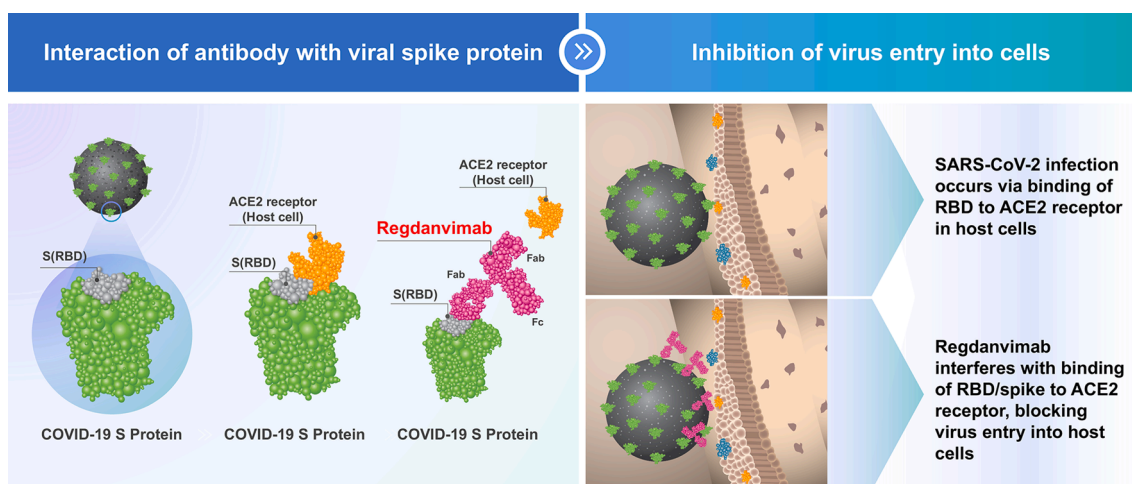 Interaction of antibody with viral spike protein
Inhibition of virus entry into cells
S(RBD)
COVID-19 S Protein
ACE2 receptor
(Host cell)
S(RBD)
COVID-19 S Protein
ACE2 receptor
(Host cell)
Regdanvimab
Fab
Fab
S(RBD)
Fc
COVID-19 S Protein
SARS-CoV-2 infection
occurs via binding of
RBD to ACE2 receptor
in host cells
Regdanvimab
interferes with binding
of RBD/spike to ACE2
receptor, blocking
virus entry into host
cells